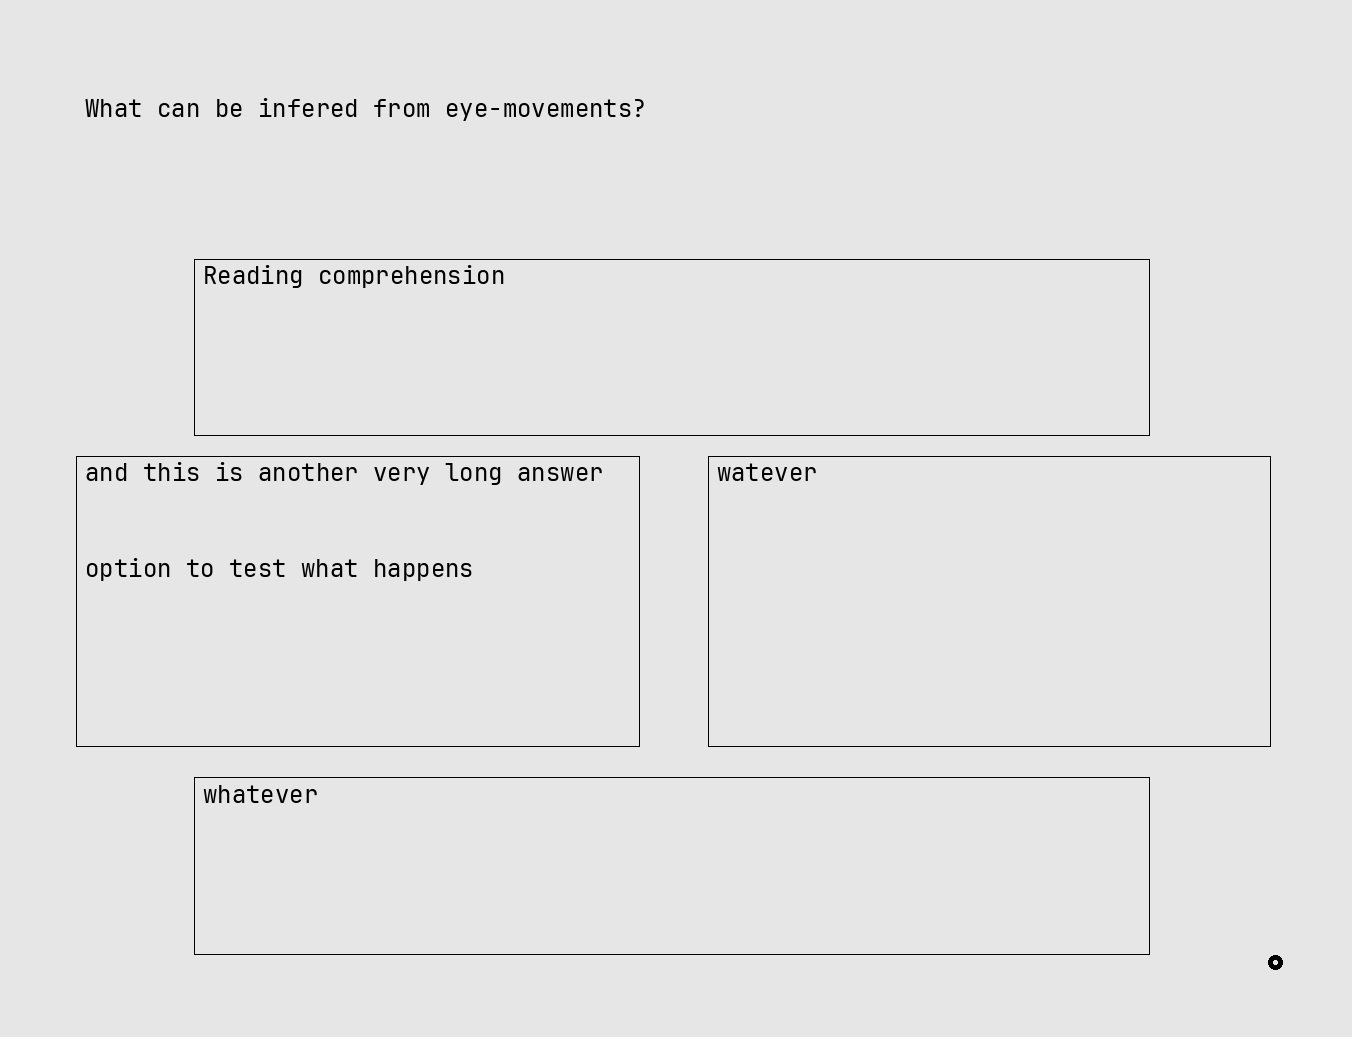 What can be infered from eye-movements?
Reading comprehension
and this is another very long answer
option to test what happens
watever
whatever